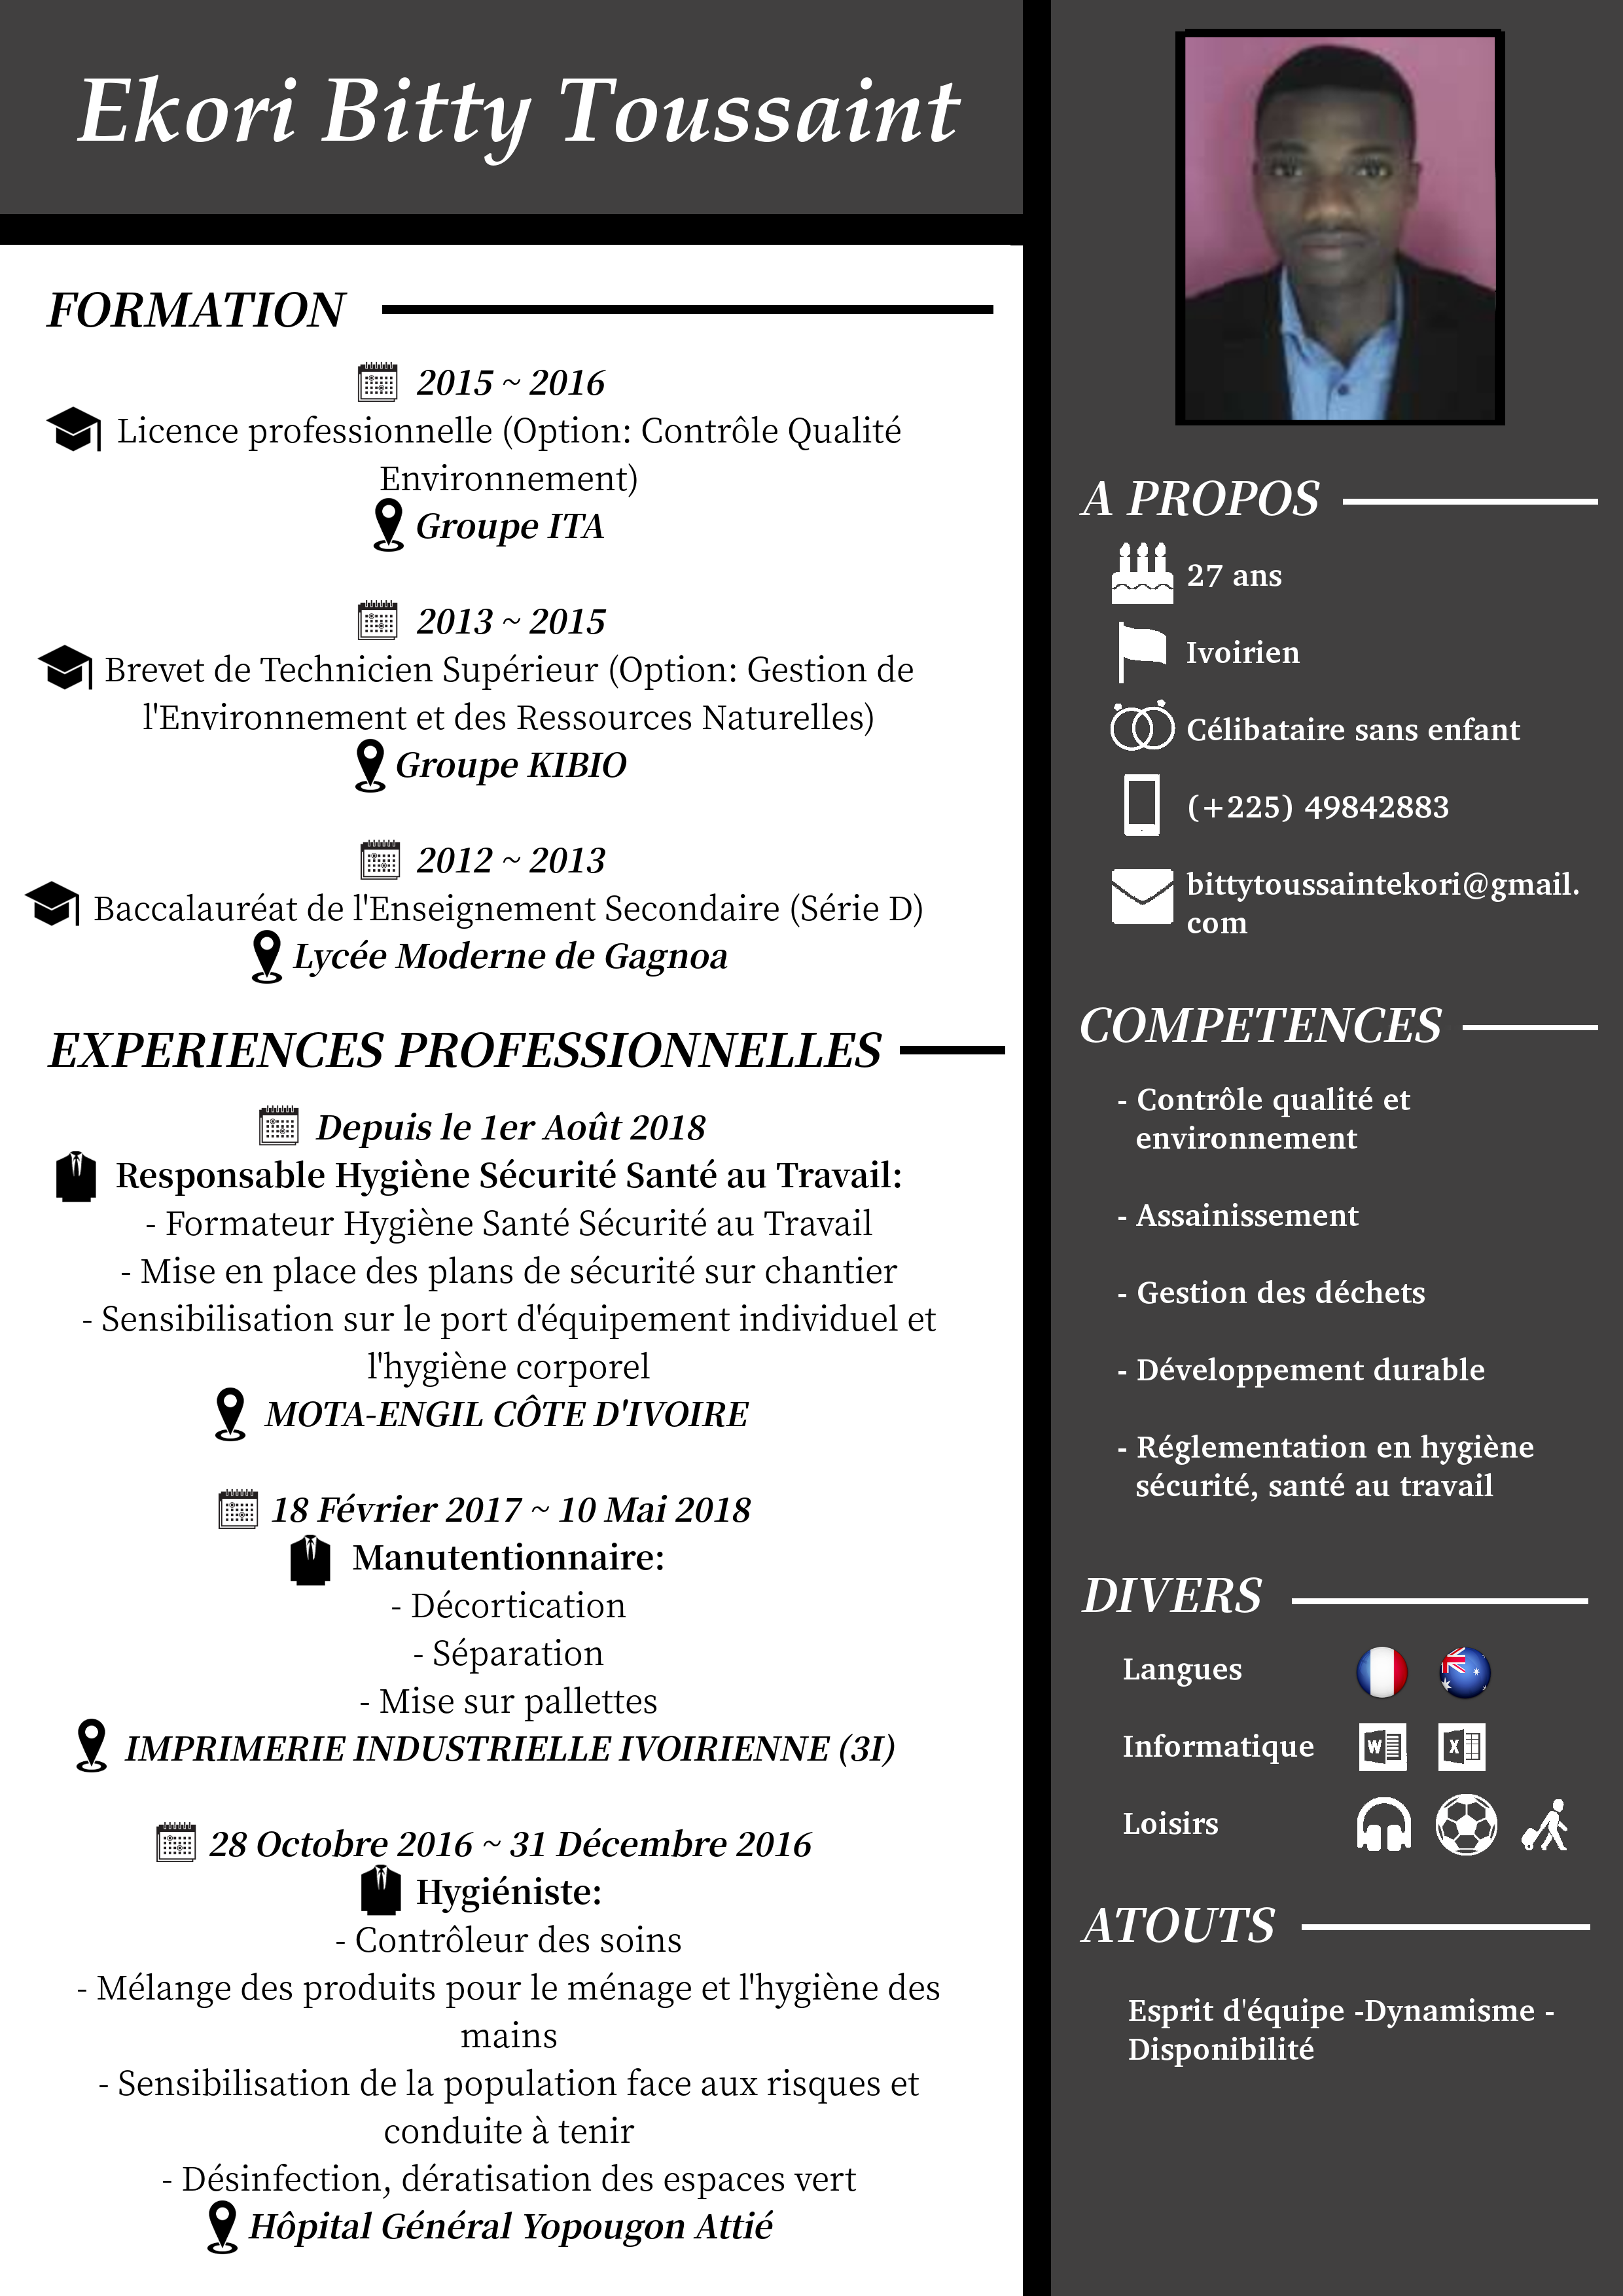 Ekori Bitty Toussaint
FORMATION
2015 ~ 2016
Licence professionnelle (Option: Contrôle Qualité
Environnement)
Groupe ITA
2013 ~ 2015
Brevet de Technicien Supérieur (Option: Gestion de
l'Environnement et des Ressources Naturelles)
Groupe KIBIO
2012 ~ 2013
Baccalauréat de l'Enseignement Secondaire (Série D)
Lycée Moderne de Gagnoa
EXPERIENCES PROFESSIONNELLES
Depuis le 1er Août 2018
Responsable Hygiène Sécurité Santé au Travail:
- Formateur Hygiène Santé Sécurité au Travail
- Mise en place des plans de sécurité sur chantier
- Sensibilisation sur le port d'équipement individuel et
l'hygiène corporel
MOTA-ENGIL CÔTE D'IVOIRE
18 Février 2017 ~ 10 Mai 2018
Manutentionnaire:
- Décortication
- Séparation
- Mise sur pallettes
IMPRIMERIE INDUSTRIELLE IVOIRIENNE (3I)
28 Octobre 2016 ~ 31 Décembre 2016
Hygiéniste:
- Contrôleur des soins
- Mélange des produits pour le ménage et l'hygiène des
mains
- Sensibilisation de la population face aux risques et
conduite à tenir
- Désinfection, dératisation des espaces vert
Hôpital Général Yopougon Attié
A PROPOS
27 ans
Ivoirien
Célibataire sans enfant
(+225) 49842883
bittytoussaintekori@gmail.
com
COMPETENCES
- Contrôle qualité et
environnement
- Assainissement
- Gestion des déchets
- Développement durable
- Réglementation en hygiène
sécurité, santé au travail
DIVERS
Langues
Informatique W X
Loisirs
ATOUTS
Esprit d'équipe -Dynamisme -
Disponibilité